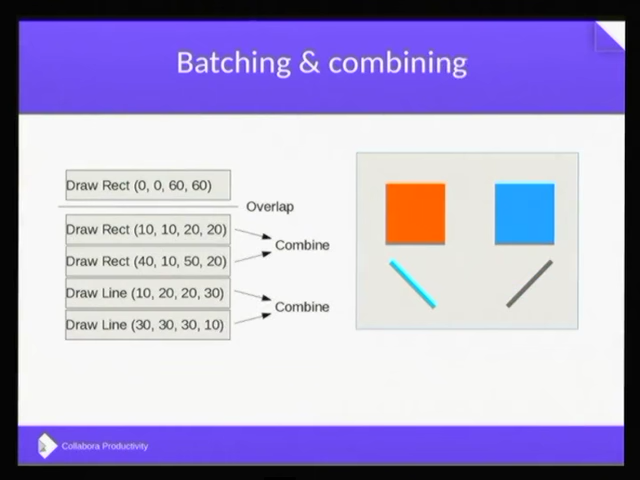 Batching & combining
Draw Rect (0, 0, 60, 60)
Overlap
Draw Rect (10, 10, 20, 20)
Combine
Draw Rect (40, 10, 50, 20)
Draw Line (10, 20, 20, 30)
Combine
Draw Line (30, 30, 30, 10)
Collabora Productivity